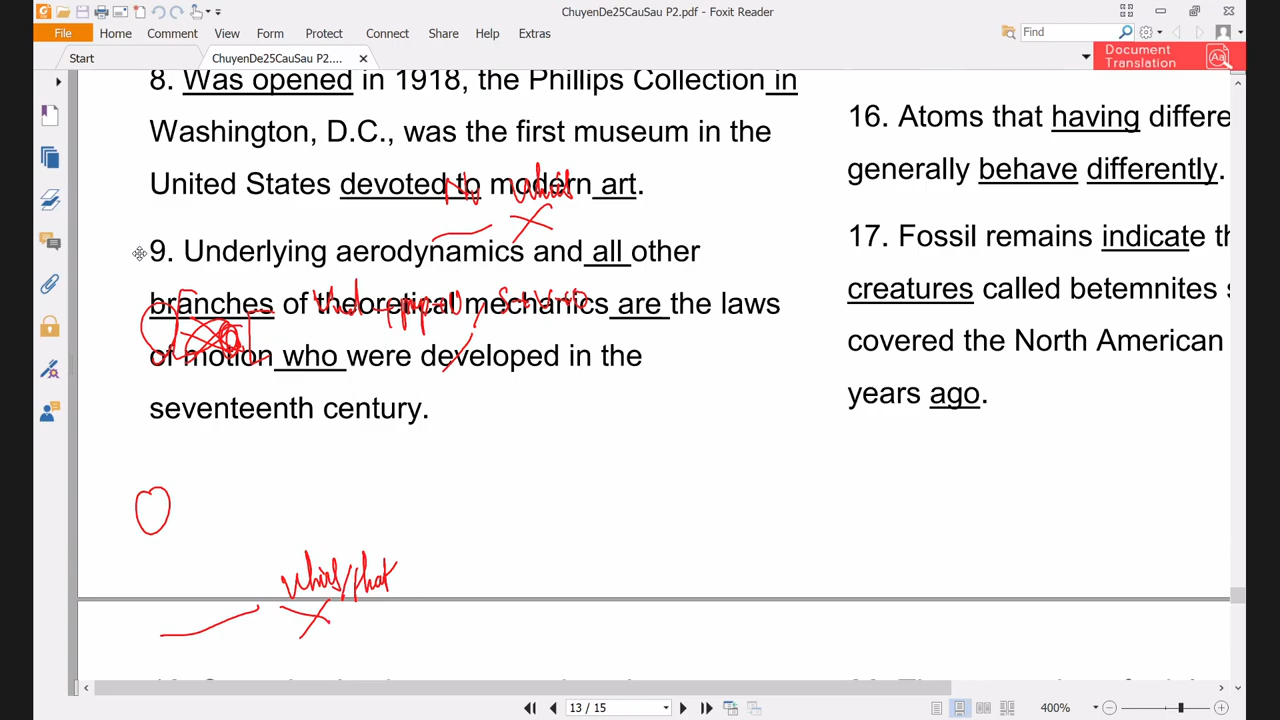 ChuyenDe25CauSau P2.pdf - Foxit Reader
File Home Comment View Form Protect Connect Share Help Extras
Find
Start
ChuyenDe25CauSau P2....
Document
Translation
8. Was opened in 1918, the Phillips Collection in
Washington, D.C., was the first museum in the
United States devoted to modern art.
9. Underlying aerodynamics and all other
branches of theoretical mechanics are the laws
of motion who were developed in the
seventeenth century.
which/that
16. Atoms that having differe
generally behave differently.
17. Fossil remains indicate th
creatures called betemnites s
covered the North American
years ago.
13 / 15
400%